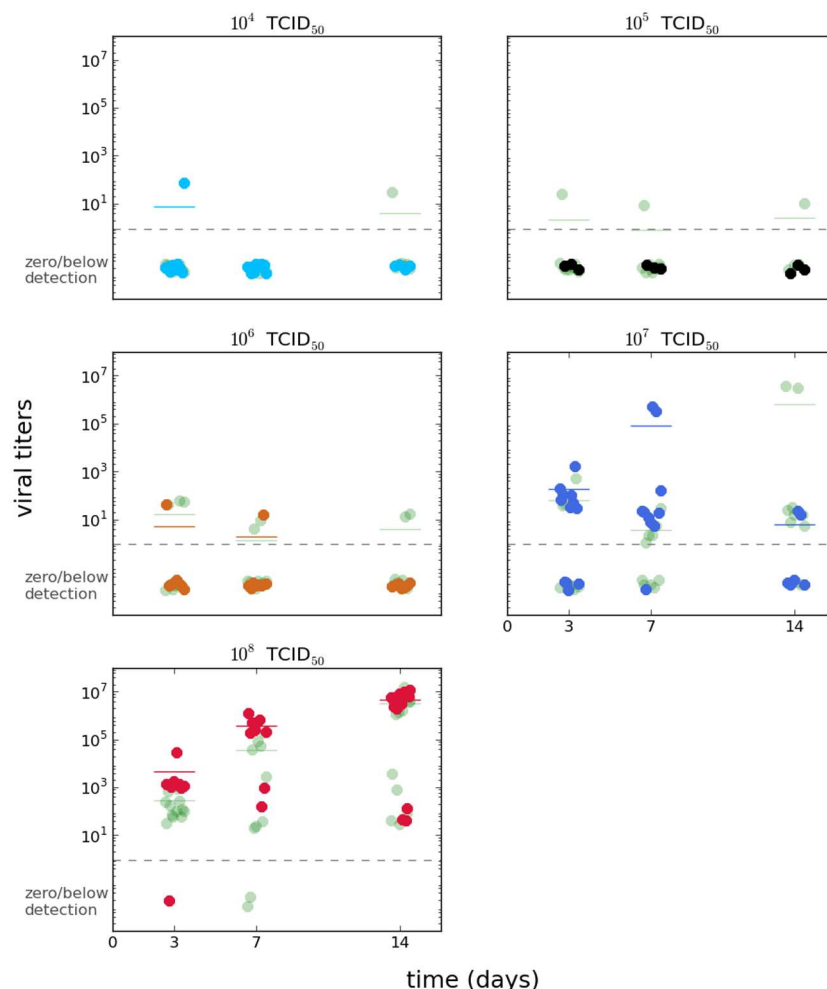 10⁴ TCID₅₀
10⁵ TCID₅₀
10⁷
10⁵
10³
10¹
zero/below
detection
10⁶ TCID₅₀
10⁷ TCID₅₀
10⁷
10⁵
10³
10¹
zero/below
detection
0 3 7 14
viral titers
10⁸ TCID₅₀
10⁷
10⁵
10³
10¹
zero/below
detection
0 3 7 14
time (days)